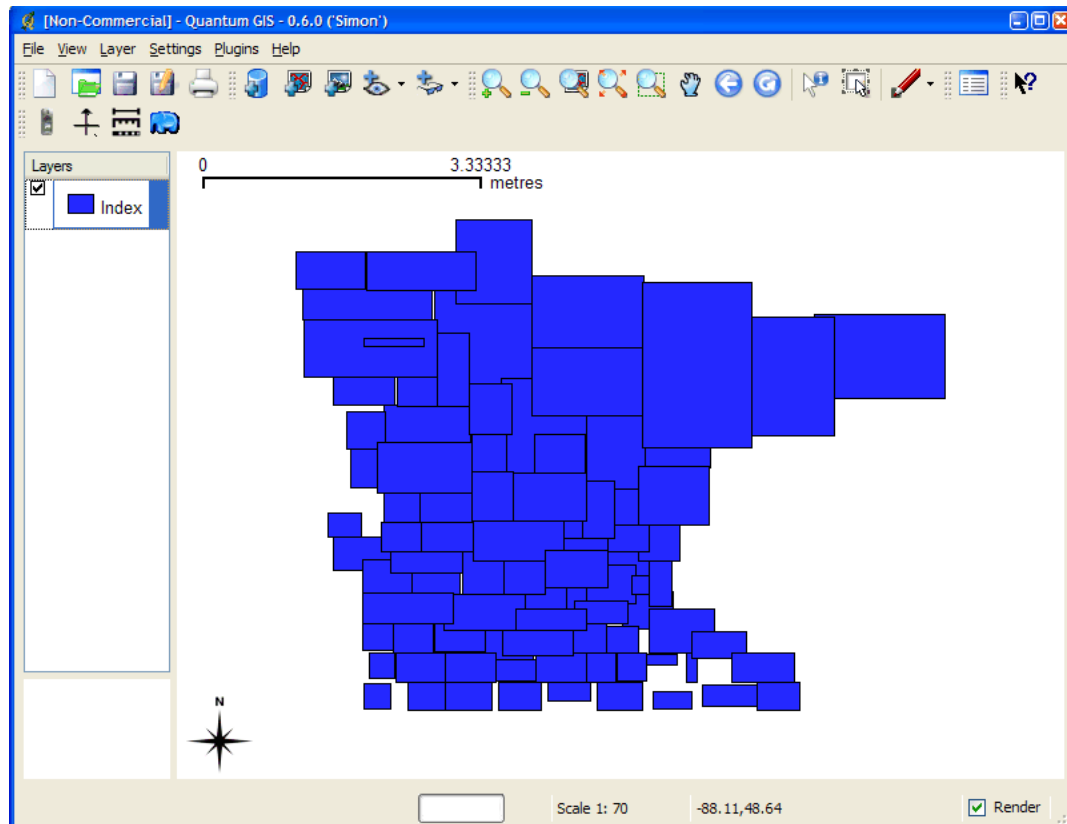 [Non-Commercial] - Quantum GIS - 0.6.0 ('Simon')
File View Layer Settings Plugins Help
Layers
Index
0 3.33333
metres
N
Scale 1: 70 -88.11,48.64 Render